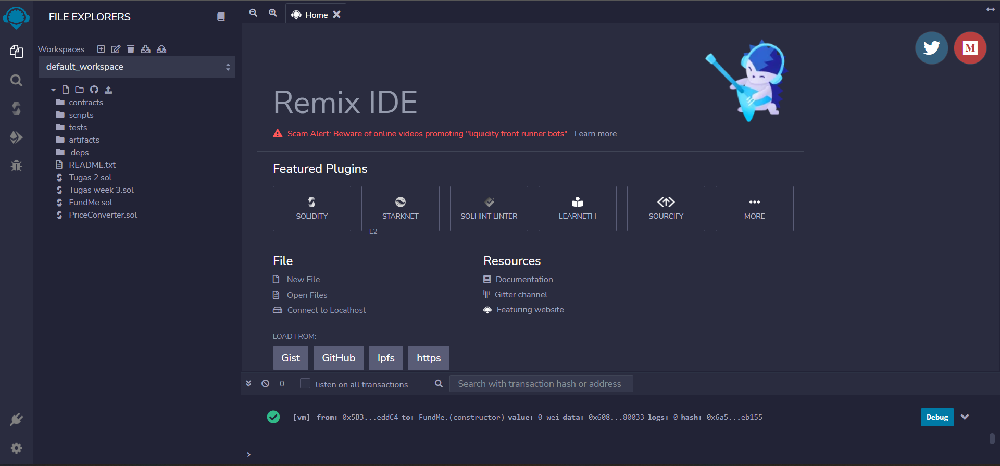 FILE EXPLORERS
Workspaces
default_workspace
contracts
scripts
tests
artifacts
.deps
README.txt
Tugas 2.sol
Tugas week 3.sol
FundMe.sol
PriceConverter.sol
Home
M
Remix IDE
Scam Alert: Beware of online videos promoting "liquidity front runner bots". Learn more
Featured Plugins
SOLIDITY
STARKNET
L2
SOLHINT LINTER
LEARNETH
SOURCIFY
MORE
File
New File
Open Files
Connect to Localhost
Resources
Documentation
Gitter channel
Featuring website
LOAD FROM:
Gist GitHub Ipfs https
0 listen on all transactions Search with transaction hash or address
[vm] from: 0x5B3...eddC4 to: FundMe.(constructor) value: 0 wei data: 0x608...80033 logs: 0 hash: 0x6a5...eb155 Debug
>